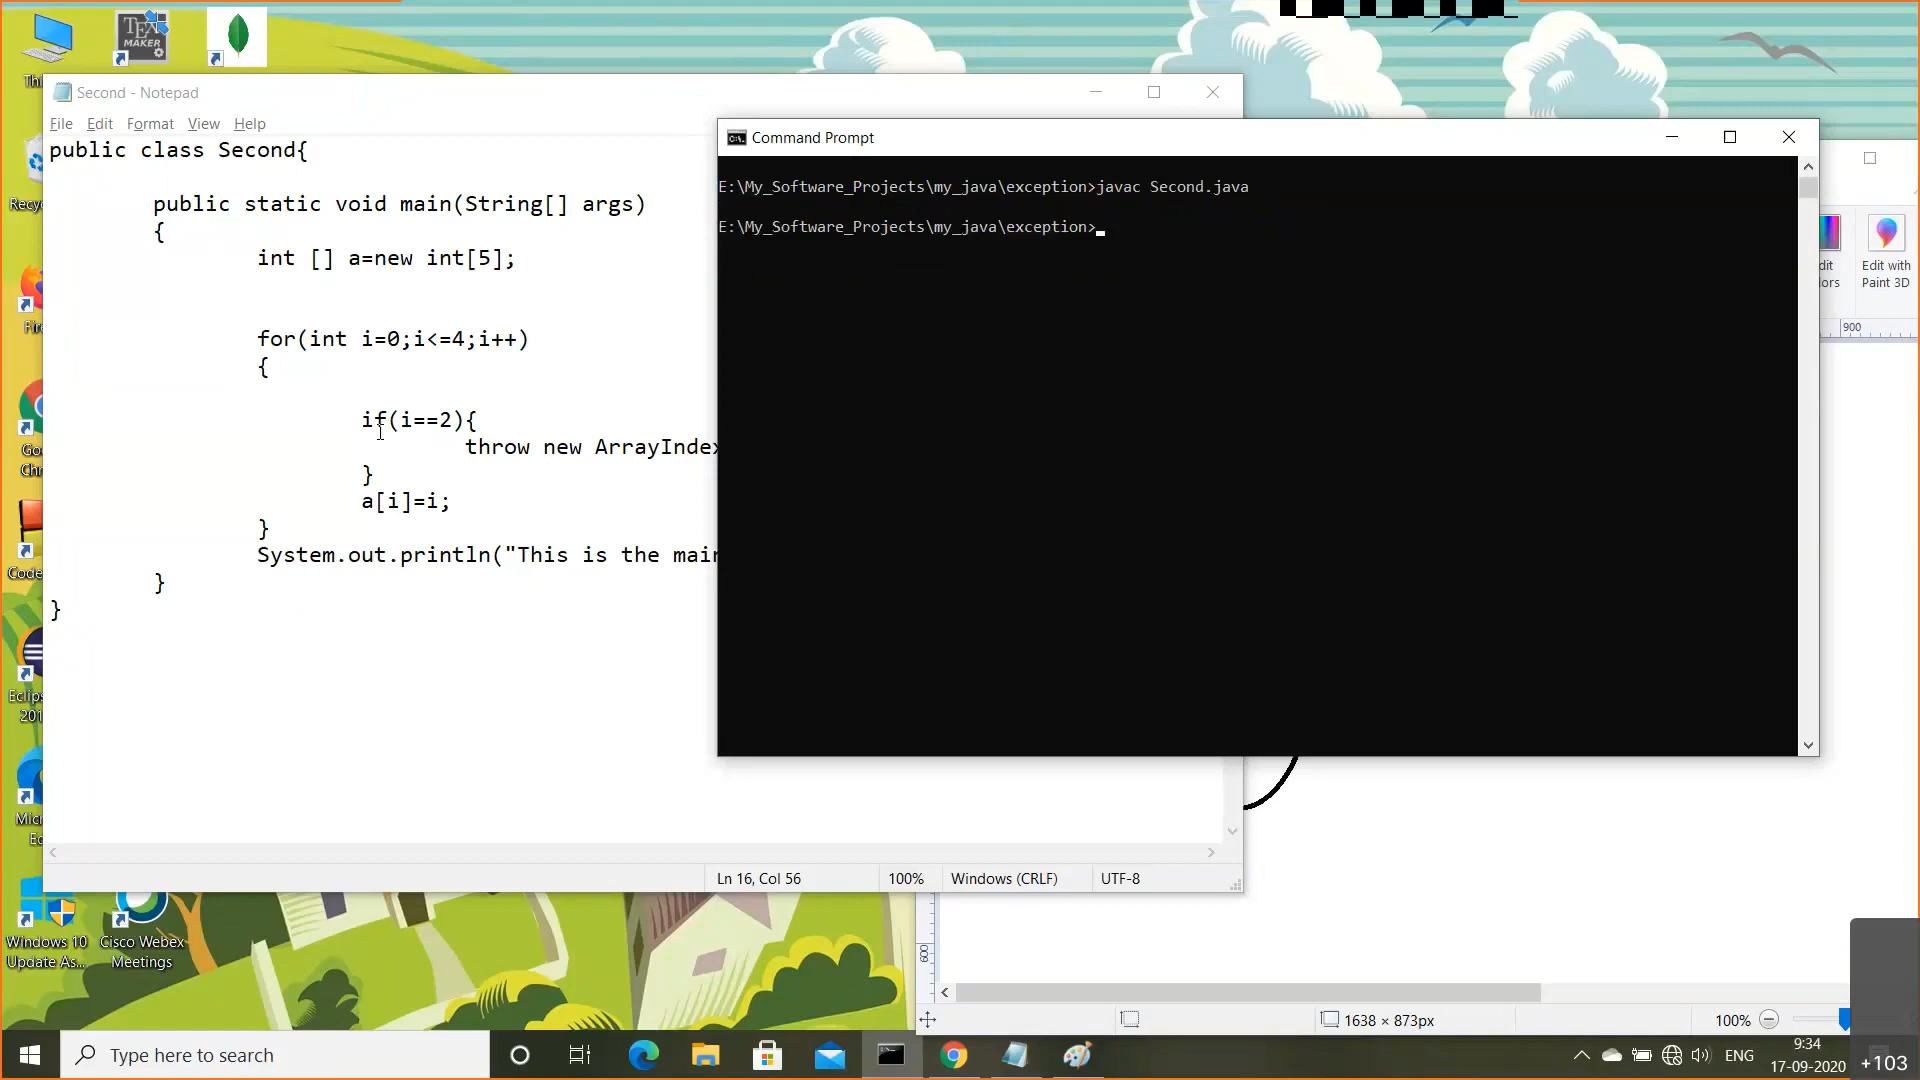 TEX
MAKER
Second - Notepad
File Edit Format View Help
public class Second{
public static void main(String[] args)
{
int [] a=new int[5];
for(int i=0;i<=4;i++)
{
if(i==2){
throw new ArrayIndex
}
a[i]=i;
}
System.out.println("This is the main
}
}
Ln 16, Col 56 100% Windows (CRLF) UTF-8
Command Prompt
E:\My_Software_Projects\my_java\exception>javac Second.java
E:\My_Software_Projects\my_java\exception>
Edit with
Paint 3D
900
600
Windows 10
Update As...
Cisco Webex
Meetings
1638 × 873px 100%
Type here to search
ENG
9:34
17-09-2020
+103